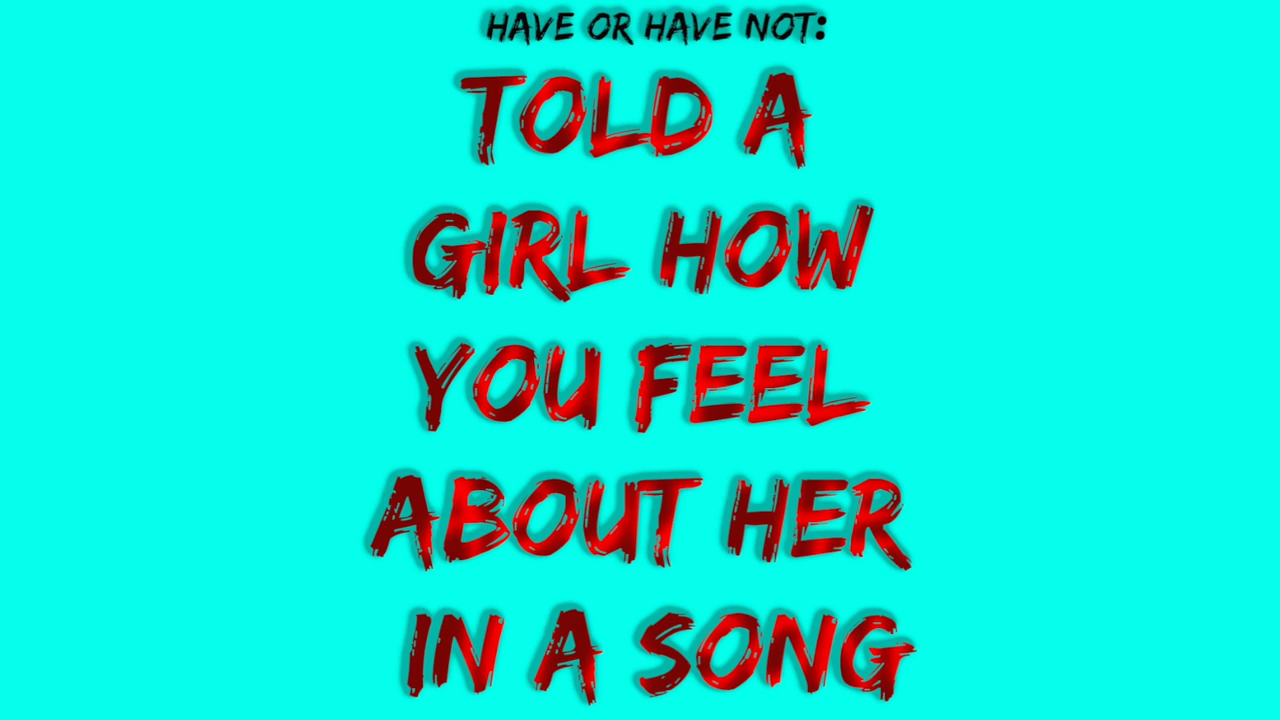 HAVE OR HAVE NOT:
TOLD A
GIRL HOW
YOU FEEL
ABOUT HER
IN A SONG